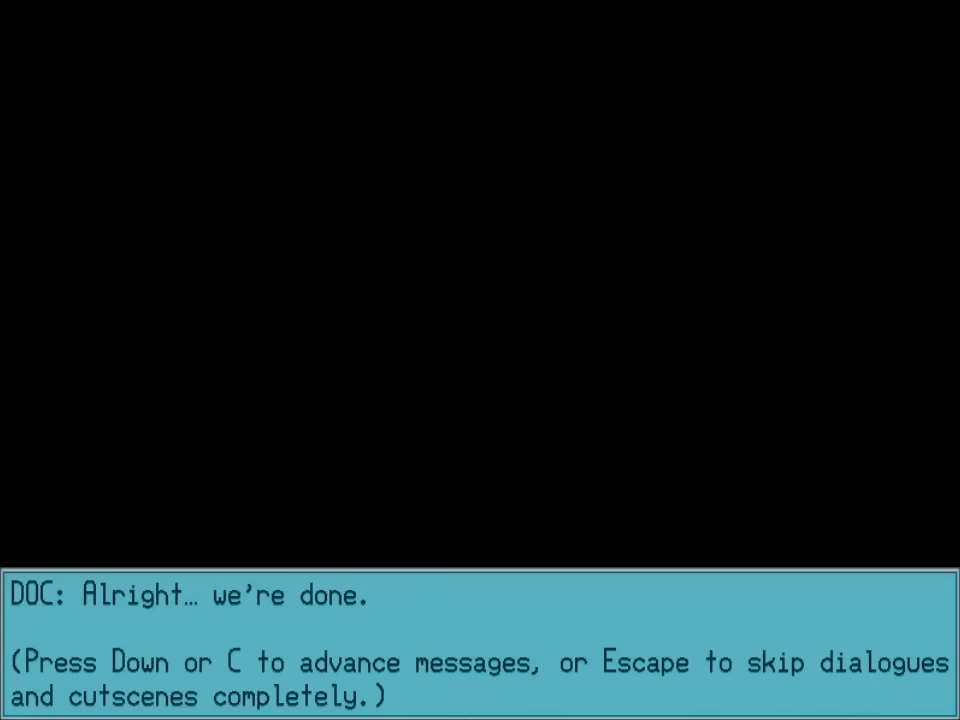 DOC: Alright… we're done.
(Press Down or C to advance messages, or Escape to skip dialogues
and cutscenes completely.)